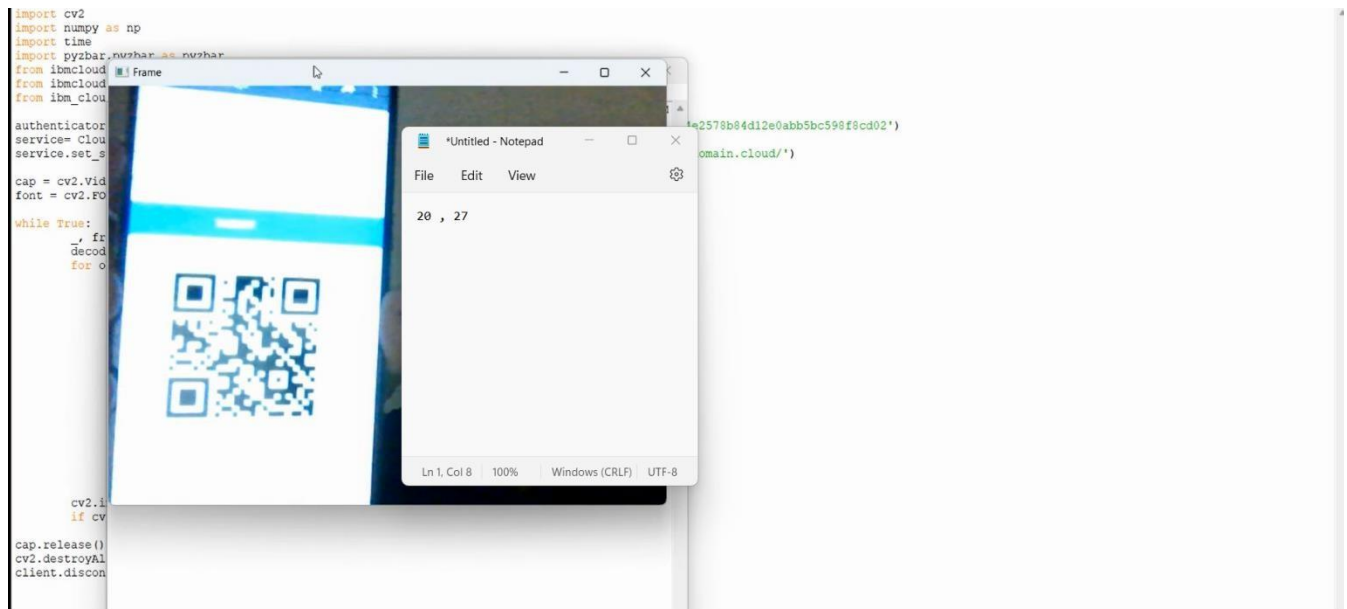 import cv2
import numpy as np
import time
import pyzbar.pyzbar as pyzbar
from ibmcloud
from ibmcloud
from ibm_clou
authenticator
e2578b84d12e0abb5bc598f8cd02')
service= Clou
service.set_s
omain.cloud/')
cap = cv2.Vid
font = cv2.FO
while True:
_, fr
decod
for o
cv2.i
if cv
cap.release()
cv2.destroyAl
client.discon
Frame
*Untitled - Notepad
File Edit View
20 , 27
Ln 1, Col 8 100% Windows (CRLF) UTF-8